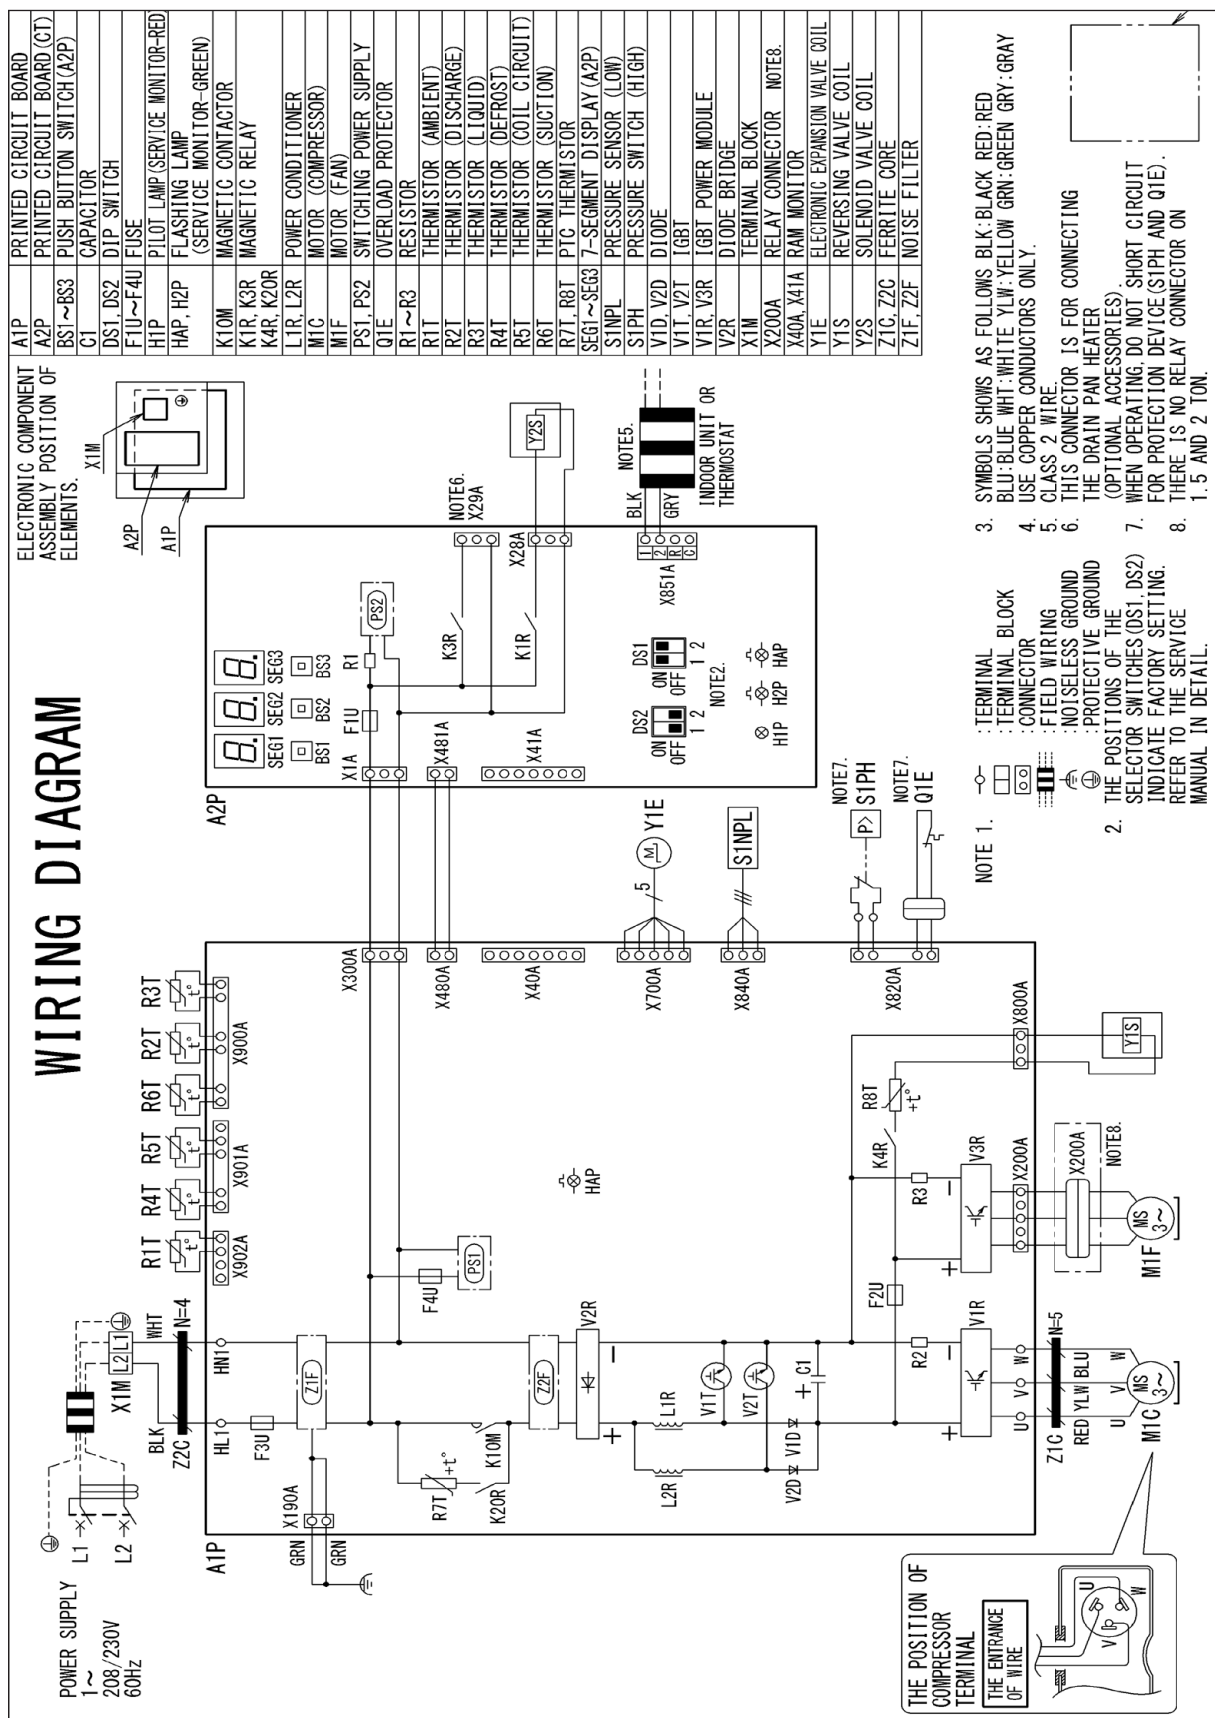 WIRING DIAGRAM
POWER SUPPLY
1~
208/230V
60Hz
L1
L2
X1M
L2 L1
BLK
WHT
Z2C
N=4
HL1
HN1
A1P
F3U
Z1F
X190A
GRN
GRN
R1T
t°
R4T
t°
R5T
t°
R6T
t°
R2T
t°
R3T
t°
X902A
X901A
X900A
R7T
+t°
K10M
K20R
F4U
PS1
Z2F
V2R
+
−
HAP
L1R
L2R
V1T
V2T
V1D
V2D
+
C1
R2
F2U
V1R
+
−
R3
V3R
+
−
K4R
R8T
+t°
U
V
W
Z1C
N=5
RED
YLW
BLU
U
V
W
MS
3~
M1C
X200A
X200A
NOTE8.
MS
3~
M1F
X800A
Y1S
X300A
X480A
X40A
X700A
X840A
X820A
5
M
Y1E
S1NPL
NOTE7.
P>
S1PH
NOTE7.
Q1E
A2P
SEG1
SEG2
SEG3
BS1
BS2
BS3
X1A
X481A
X41A
F1U
R1
PS2
K3R
K1R
NOTE6.
X29A
X28A
Y2S
DS2
ON
OFF
1 2
DS1
ON
OFF
1 2
NOTE2.
H1P
H2P
HAP
1
2
R
C
X851A
BLK
GRY
NOTE5.
INDOOR UNIT OR
THERMOSTAT
ELECTRONIC COMPONENT
ASSEMBLY POSITION OF
ELEMENTS.
X1M
A2P
A1P
A1P PRINTED CIRCUIT BOARD
A2P PRINTED CIRCUIT BOARD(CT)
BS1~BS3 PUSH BUTTON SWITCH(A2P)
C1 CAPACITOR
DS1, DS2 DIP SWITCH
F1U~F4U FUSE
H1P PILOT LAMP(SERVICE MONITOR-RED)
HAP, H2P FLASHING LAMP
(SERVICE MONITOR-GREEN)
K10M MAGNETIC CONTACTOR
K1R, K3R MAGNETIC RELAY
K4R, K20R
L1R, L2R POWER CONDITIONER
M1C MOTOR (COMPRESSOR)
M1F MOTOR (FAN)
PS1, PS2 SWITCHING POWER SUPPLY
Q1E OVERLOAD PROTECTOR
R1~R3 RESISTOR
R1T THERMISTOR (AMBIENT)
R2T THERMISTOR (DISCHARGE)
R3T THERMISTOR (LIQUID)
R4T THERMISTOR (DEFROST)
R5T THERMISTOR (COIL CIRCUIT)
R6T THERMISTOR (SUCTION)
R7T, R8T PTC THERMISTOR
SEG1~SEG3 7-SEGMENT DISPLAY(A2P)
S1NPL PRESSURE SENSOR (LOW)
S1PH PRESSURE SWITCH (HIGH)
V1D, V2D DIODE
V1T, V2T IGBT
V1R, V3R IGBT POWER MODULE
V2R DIODE BRIDGE
X1M TERMINAL BLOCK
X200A RELAY CONNECTOR NOTE8.
X40A, X41A RAM MONITOR
Y1E ELECTRONIC EXPANSION VALVE COIL
Y1S REVERSING VALVE COIL
Y2S SOLENOID VALVE COIL
Z1C, Z2C FERRITE CORE
Z1F, Z2F NOISE FILTER
NOTE 1.
:TERMINAL
:TERMINAL BLOCK
:CONNECTOR
:FIELD WIRING
:NOISELESS GROUND
:PROTECTIVE GROUND
2. THE POSITIONS OF THE
SELECTOR SWITCHES(DS1, DS2)
INDICATE FACTORY SETTING.
REFER TO THE SERVICE
MANUAL IN DETAIL.
3. SYMBOLS SHOWS AS FOLLOWS BLK:BLACK RED:RED
BLU:BLUE WHT:WHITE YLW:YELLOW GRN:GREEN GRY:GRAY
4. USE COPPER CONDUCTORS ONLY.
5. CLASS 2 WIRE.
6. THIS CONNECTOR IS FOR CONNECTING
THE DRAIN PAN HEATER
(OPTIONAL ACCESSORIES).
7. WHEN OPERATING, DO NOT SHORT CIRCUIT
FOR PROTECTION DEVICE(S1PH AND Q1E).
8. THERE IS NO RELAY CONNECTOR ON
1.5 AND 2 TON.
THE POSITION OF
COMPRESSOR
TERMINAL
THE ENTRANCE
OF WIRE
U
V
W